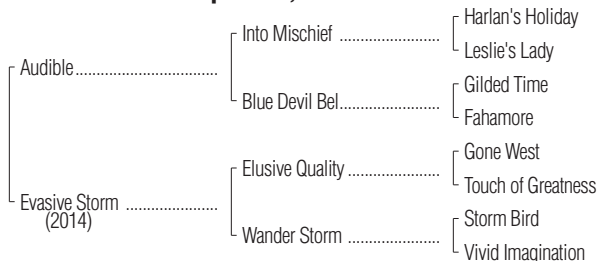 Harlan's Holiday
Into Mischief ....................
Leslie's Lady
Audible.............................
Gilded Time
Blue Devil Bel....................
Fahamore
Gone West
Elusive Quality ...................
Touch of Greatness
Evasive Storm ...................
(2014)
Storm Bird
Wander Storm ...................
Vivid Imagination